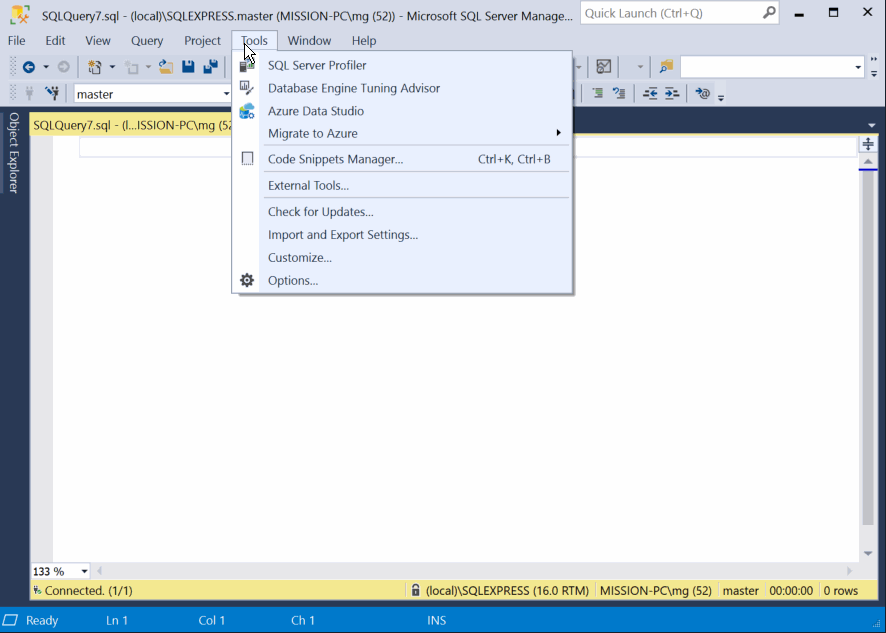 SQLQuery7.sql - (local)\SQLEXPRESS.master (MISSION-PC\mg (52)) - Microsoft SQL Server Manage...
Quick Launch (Ctrl+Q)
File Edit View Query Project Tools Window Help
master
SQL Server Profiler
Database Engine Tuning Advisor
Azure Data Studio
Migrate to Azure
Code Snippets Manager... Ctrl+K, Ctrl+B
External Tools...
Check for Updates...
Import and Export Settings...
Customize...
Options...
Object Explorer
SQLQuery7.sql - (l...ISSION-PC\mg (52
133 %
Connected. (1/1) (local)\SQLEXPRESS (16.0 RTM) MISSION-PC\mg (52) master 00:00:00 0 rows
Ready Ln 1 Col 1 Ch 1 INS